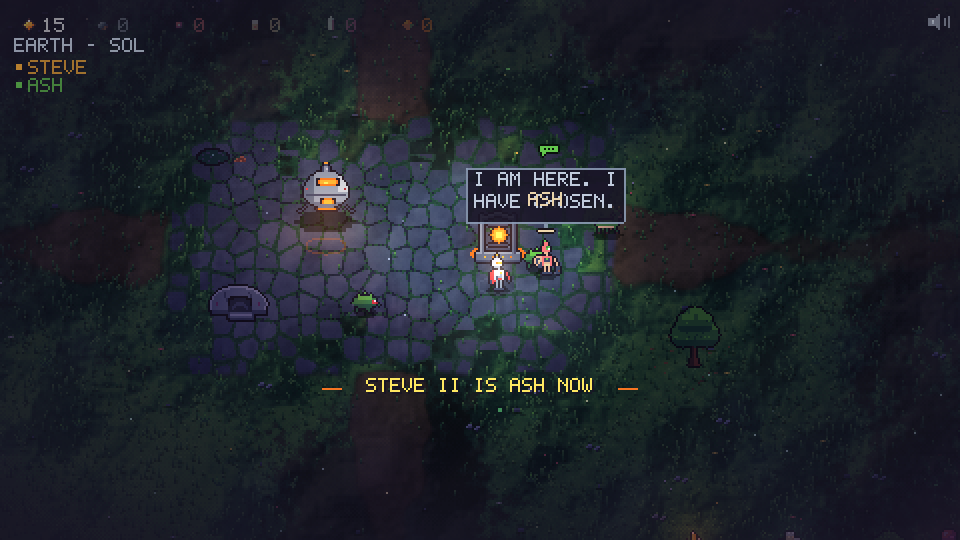 15 0 0 0 0 0
EARTH - SOL
STEVE
ASH
I AM HERE. I
HAVE SEN.
ASH
STEVE II IS ASH NOW